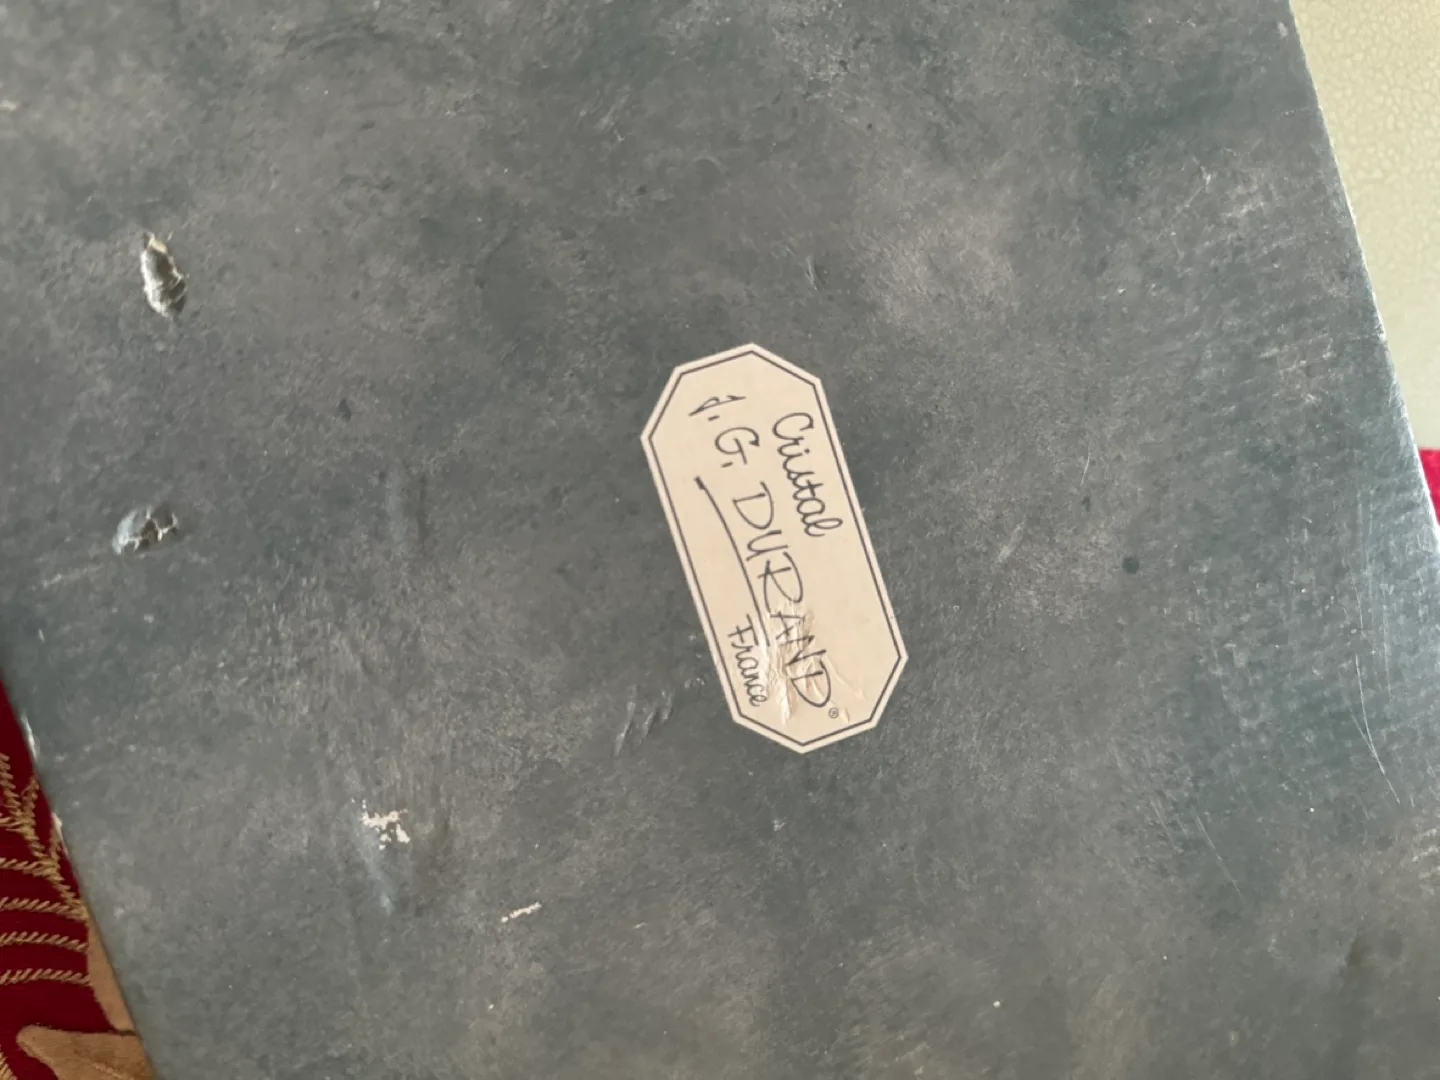 Cristal
J. G. DURAND®
France